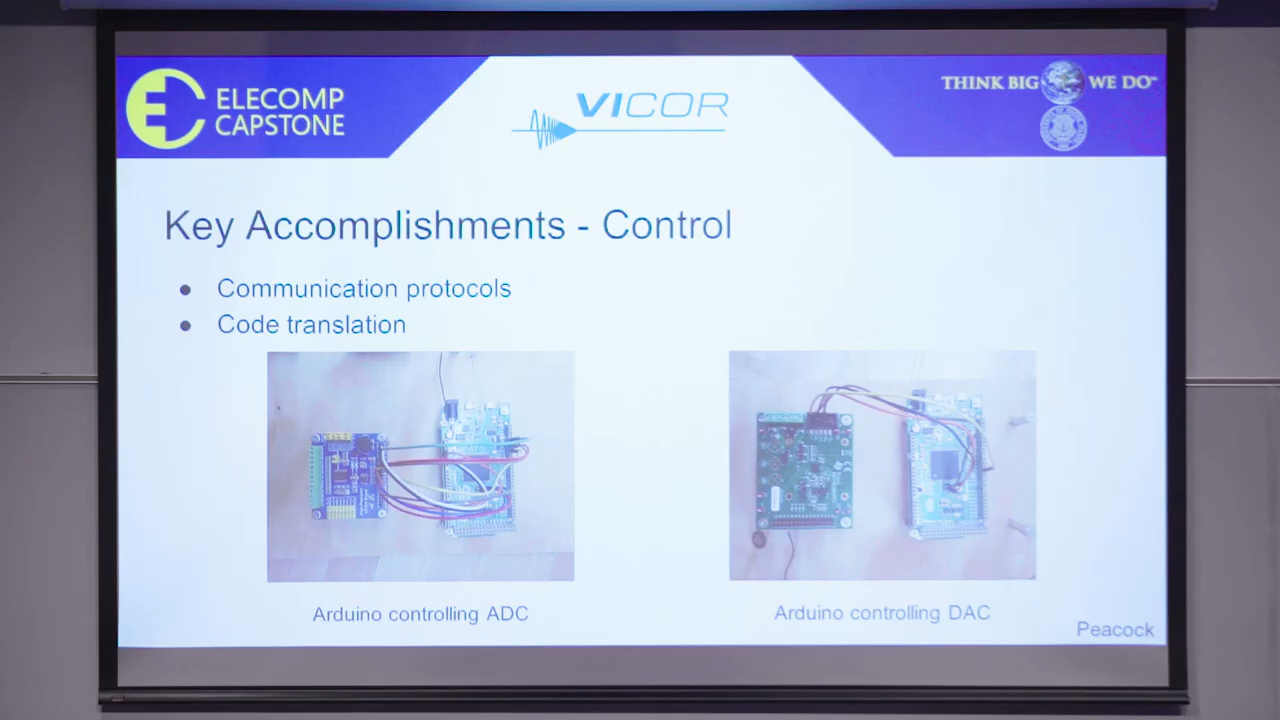 ELECOMP
CAPSTONE
VICOR
THINK BIG WE DO™
Key Accomplishments - Control
● Communication protocols
● Code translation
Arduino controlling ADC
Arduino controlling DAC
Peacock